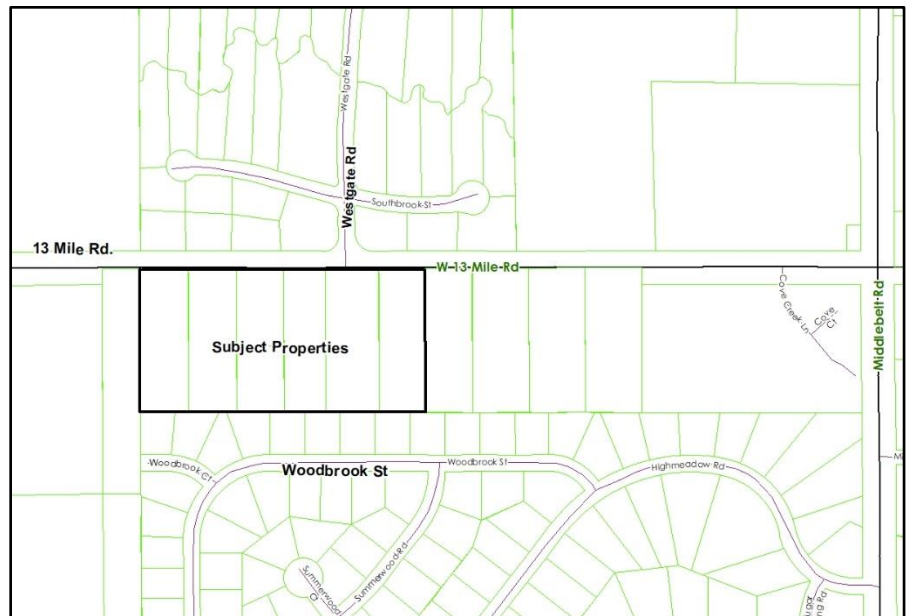 Westgate Rd
Westgate Rd
Southbrook St
13 Mile Rd.
W 13 Mile Rd
Cove Creek Ln
Cove Ct
Middlebelt Rd
Subject Properties
Woodbrook Ct
Woodbrook St
Woodbrook St
Highmeadow Rd
Summerwood Rd
Summerwood Ct